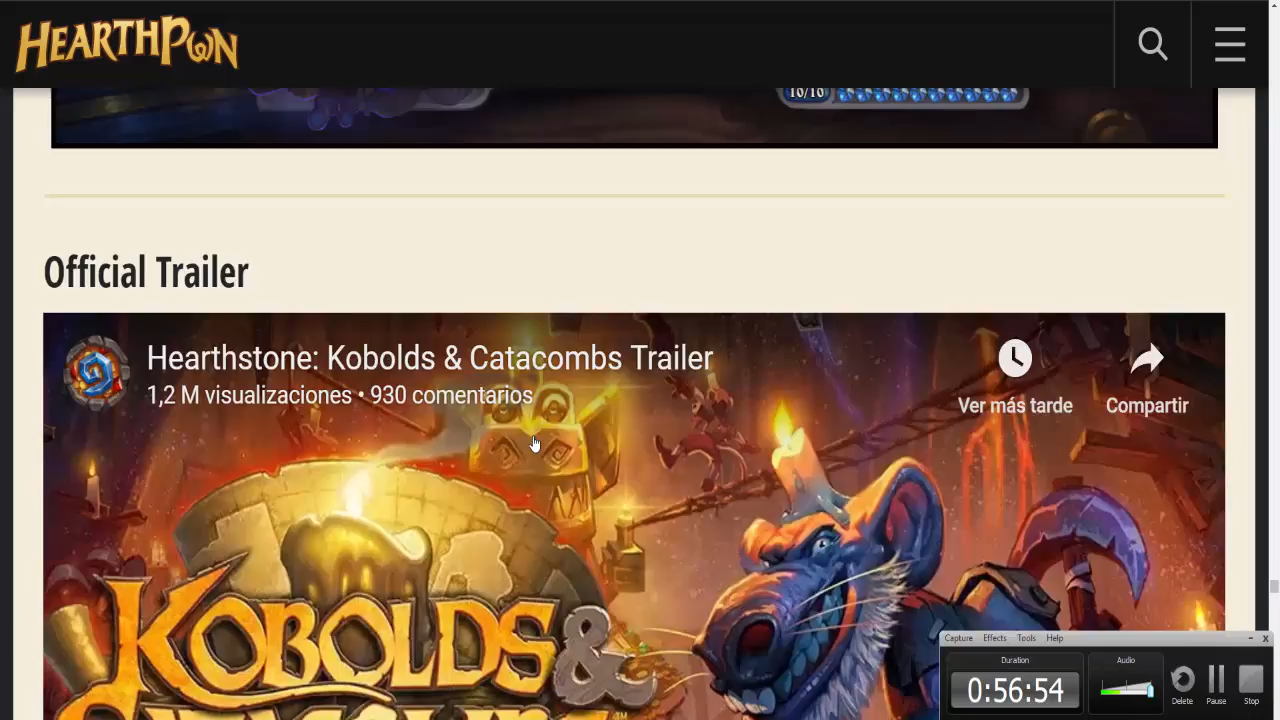 HEARTHPWN
10/10
Official Trailer
Hearthstone: Kobolds & Catacombs Trailer
1,2 M visualizaciones • 930 comentarios
Ver más tarde
Compartir
KOBOLDS &
Capture Effects Tools Help
Duration
0:56:54
Audio
Delete Pause Stop